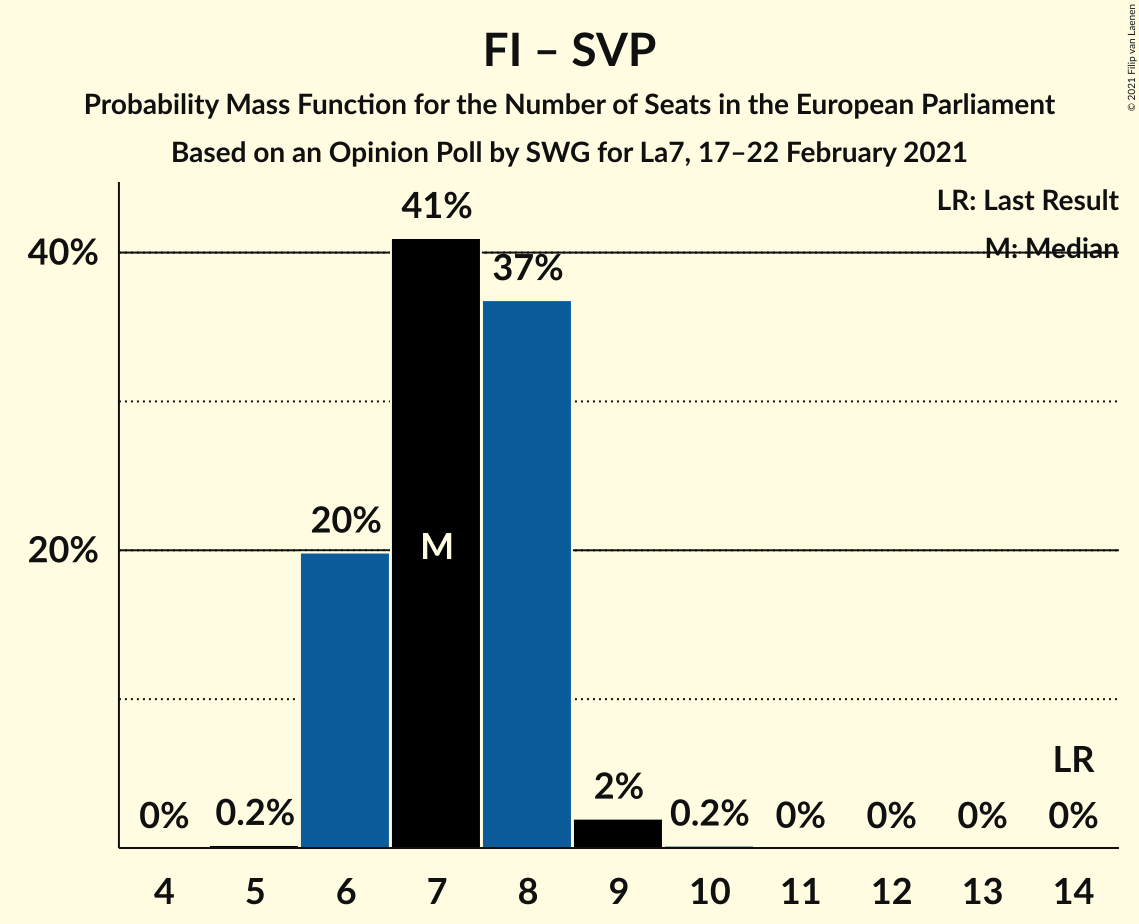 FI – SVP
Probability Mass Function for the Number of Seats in the European Parliament
Based on an Opinion Poll by SWG for La7, 17–22 February 2021
© 2021 Filip van Laenen
LR: Last Result
M: Median
40%
20%
0%
0.2%
20%
41%
M
37%
2%
0.2%
0%
0%
0%
LR
0%
4 5 6 7 8 9 10 11 12 13 14